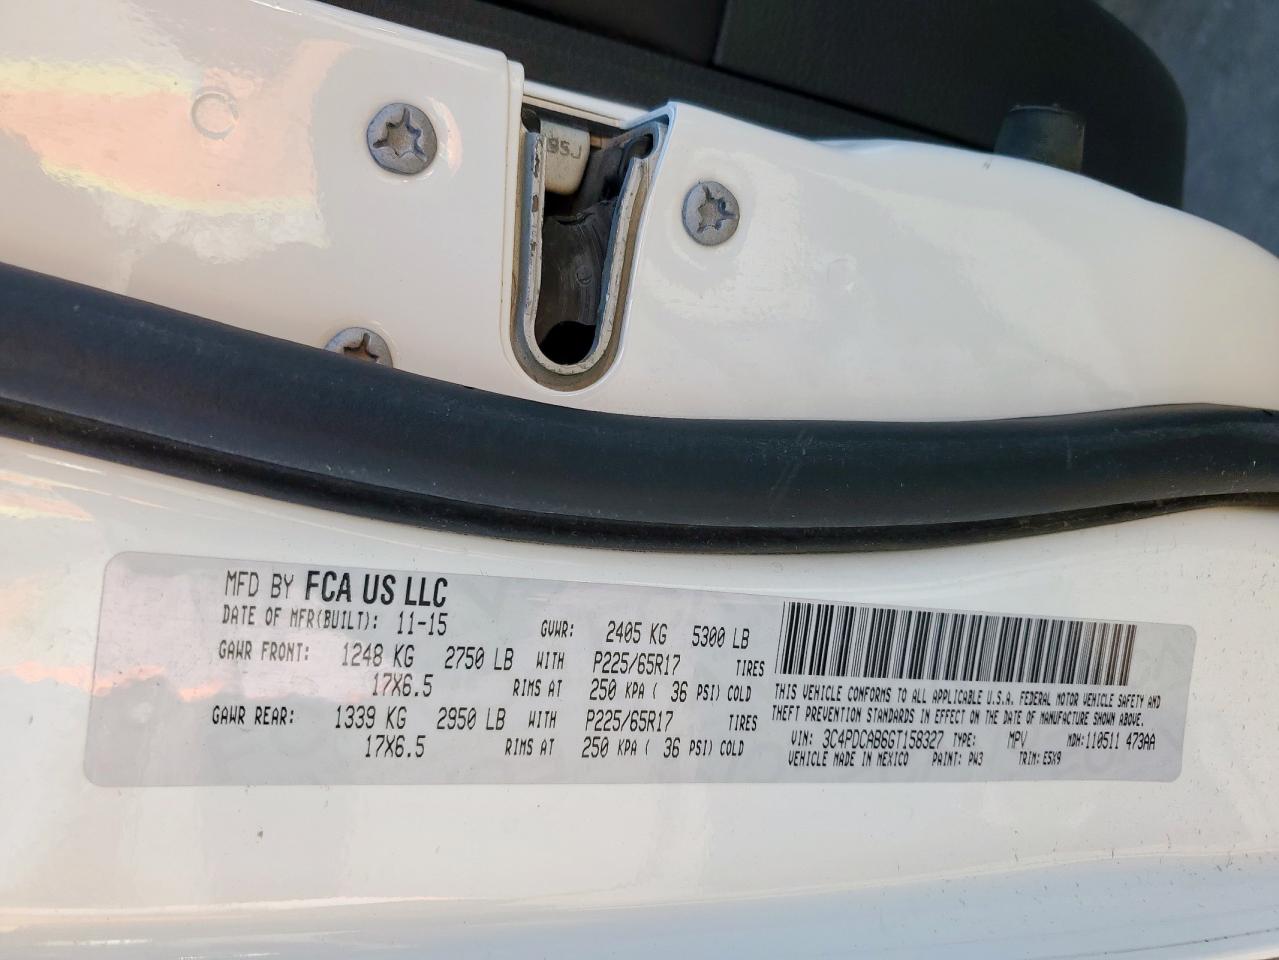 95J
MFD BY FCA US LLC
DATE OF MFR(BUILT): 11-15 GVWR: 2405 KG 5300 LB
GAWR FRONT: 1248 KG 2750 LB WITH P225/65R17 TIRES
17X6.5 RIMS AT 250 KPA ( 36 PSI) COLD
GAWR REAR: 1339 KG 2950 LB WITH P225/65R17 TIRES
17X6.5 RIMS AT 250 KPA ( 36 PSI) COLD
THIS VEHICLE CONFORMS TO ALL APPLICABLE U.S.A. FEDERAL MOTOR VEHICLE SAFETY AND
THEFT PREVENTION STANDARDS IN EFFECT ON THE DATE OF MANUFACTURE SHOWN ABOVE.
VIN: 3C4PDCAB6GT158327 TYPE: MPV MDH: 110511 473AA
VEHICLE MADE IN MEXICO PAINT: PW3 TRIM: E5X9